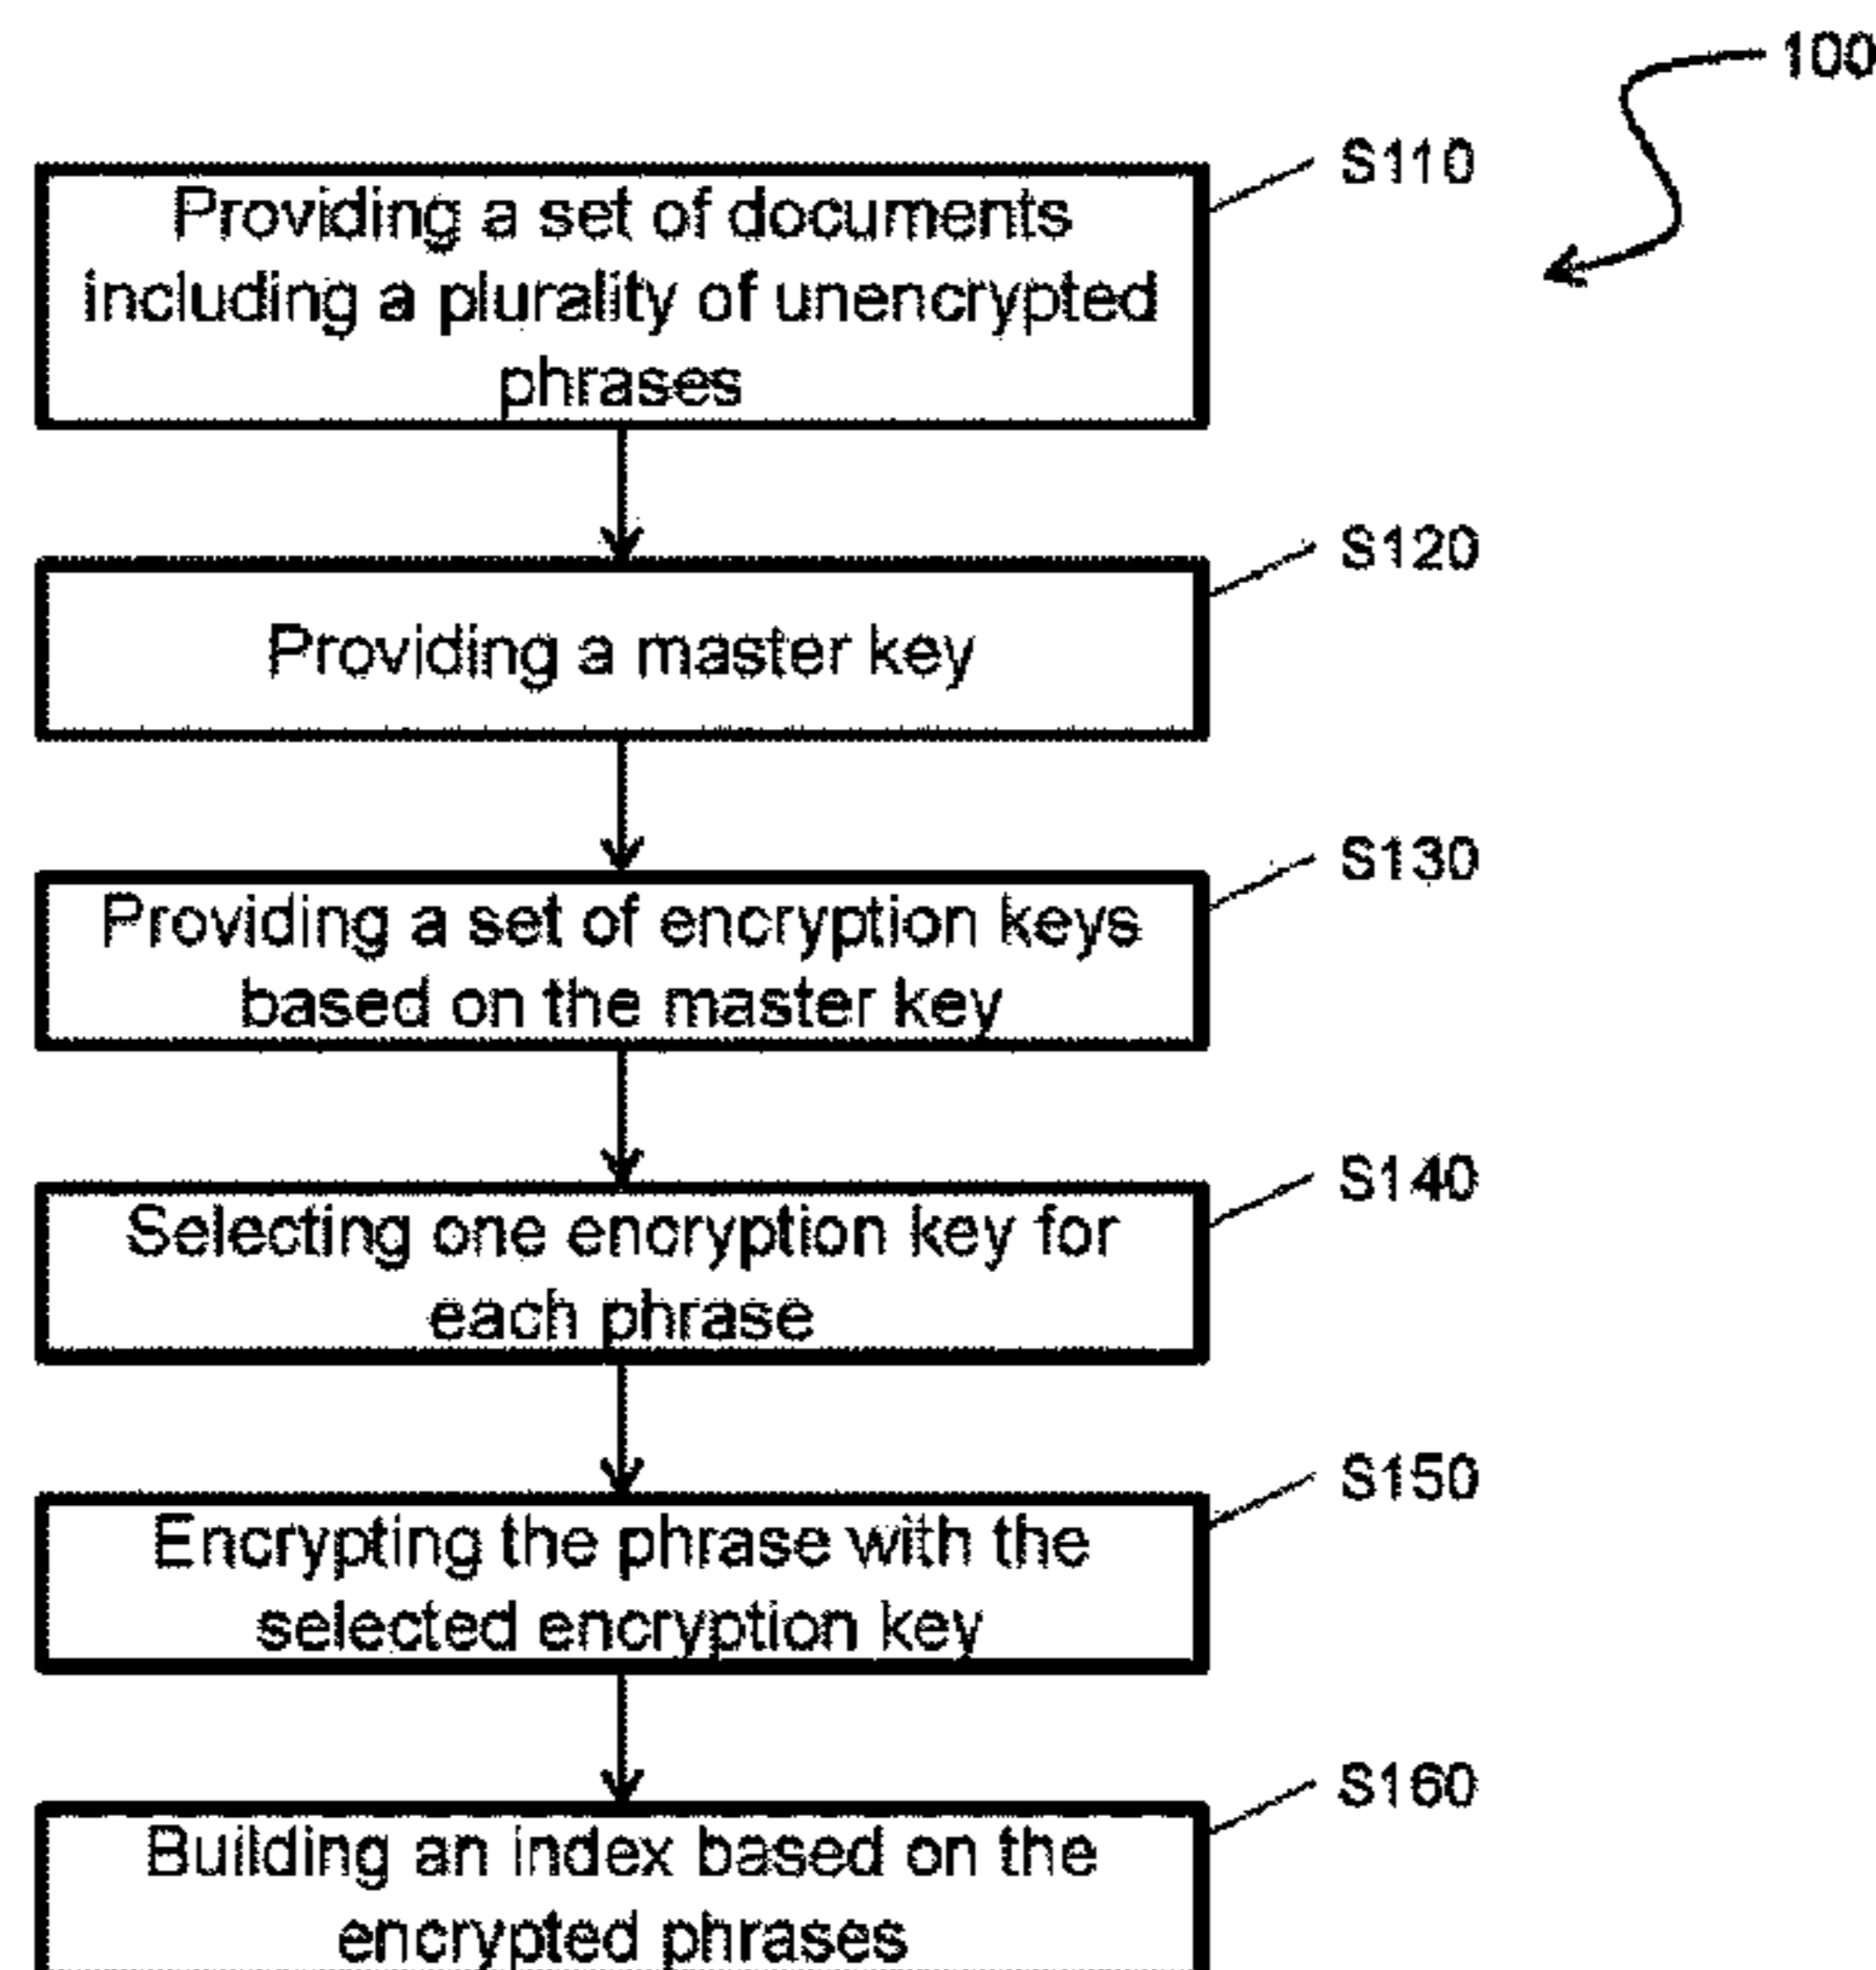 100
S110
Providing a set of documents
including a plurality of unencrypted
phrases
S120
Providing a master key
S130
Providing a set of encryption keys
based on the master key
S140
Selecting one encryption key for
each phrase
S150
Encrypting the phrase with the
selected encryption key
S160
Building an index based on the
encrypted phrases